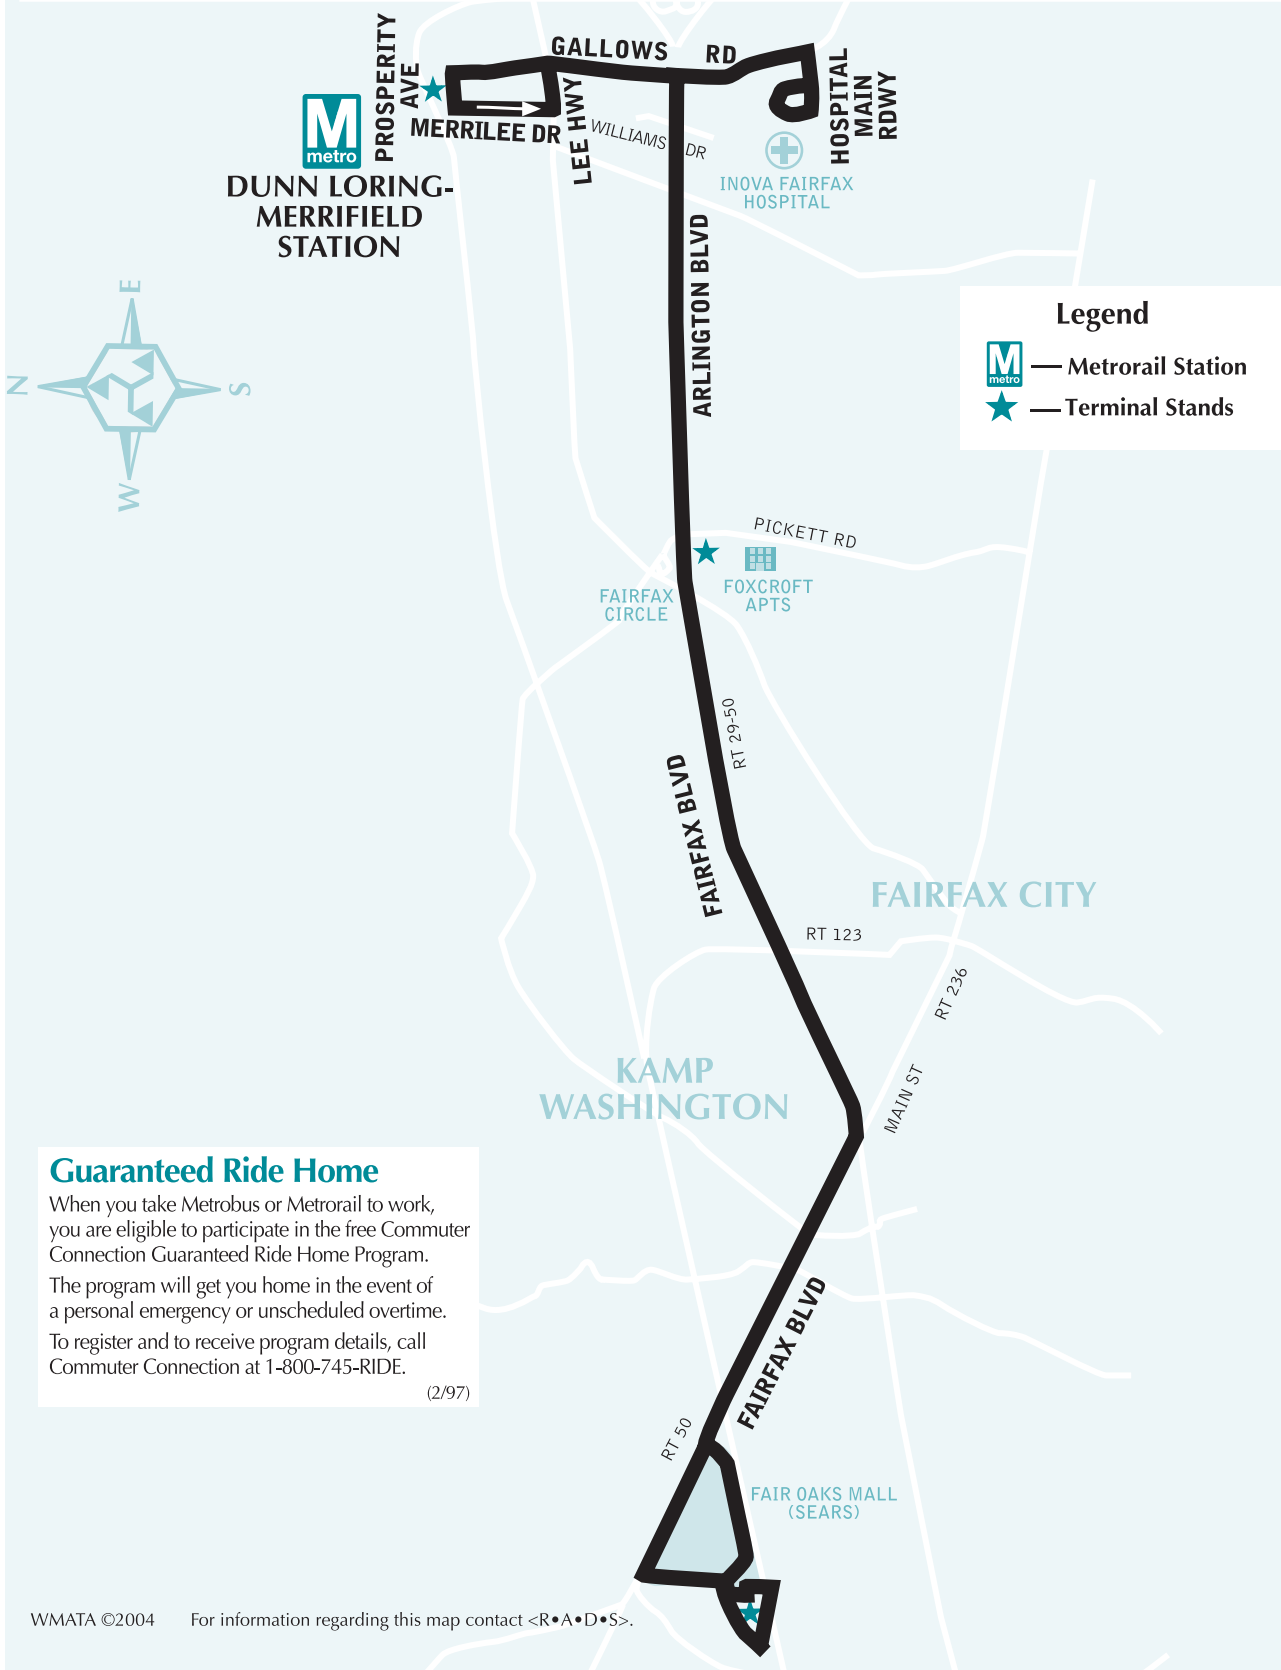 PROSPERITY
AVE
GALLOWS RD
HOSPITAL
MAIN
RDWY
M
metro
MERRILEE DR
LEE HWY
WILLIAMS DR
DUNN LORING-
MERRIFIELD
STATION
INOVA FAIRFAX
HOSPITAL
ARLINGTON BLVD
E
N
S
W
Legend
M
metro
Metrorail Station
Terminal Stands
PICKETT RD
FAIRFAX
CIRCLE
FOXCROFT
APTS
RT 29-50
FAIRFAX BLVD
FAIRFAX CITY
RT 123
RT 236
KAMP
WASHINGTON
MAIN ST
Guaranteed Ride Home
When you take Metrobus or Metrorail to work,
you are eligible to participate in the free Commuter
Connection Guaranteed Ride Home Program.
The program will get you home in the event of
a personal emergency or unscheduled overtime.
To register and to receive program details, call
Commuter Connection at 1-800-745-RIDE.
(2/97)
FAIRFAX BLVD
RT 50
FAIR OAKS MALL
(SEARS)
WMATA ©2004 For information regarding this map contact <R•A•D•S>.